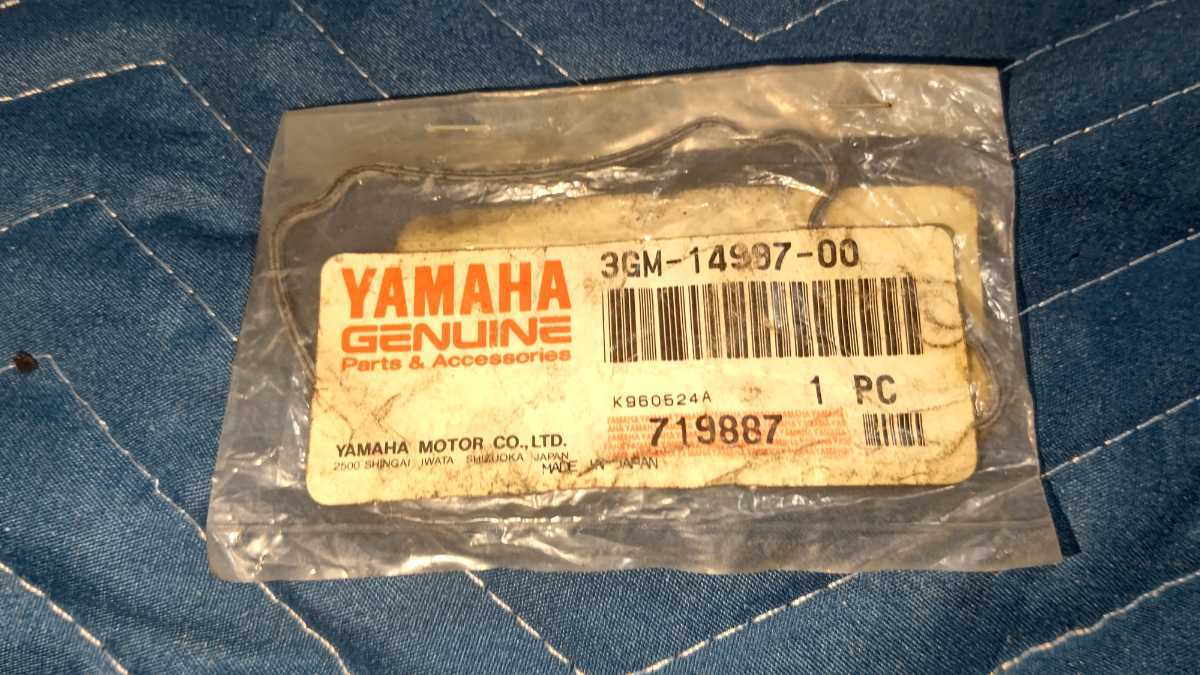 YAMAHA
GENUINE
Parts & Accessories
YAMAHA MOTOR CO., LTD.
2500 SHINGAI IWATA SHIZUOKA JAPAN
MADE IN JAPAN
3GM-14997-00
K960524A
1 PC
719887